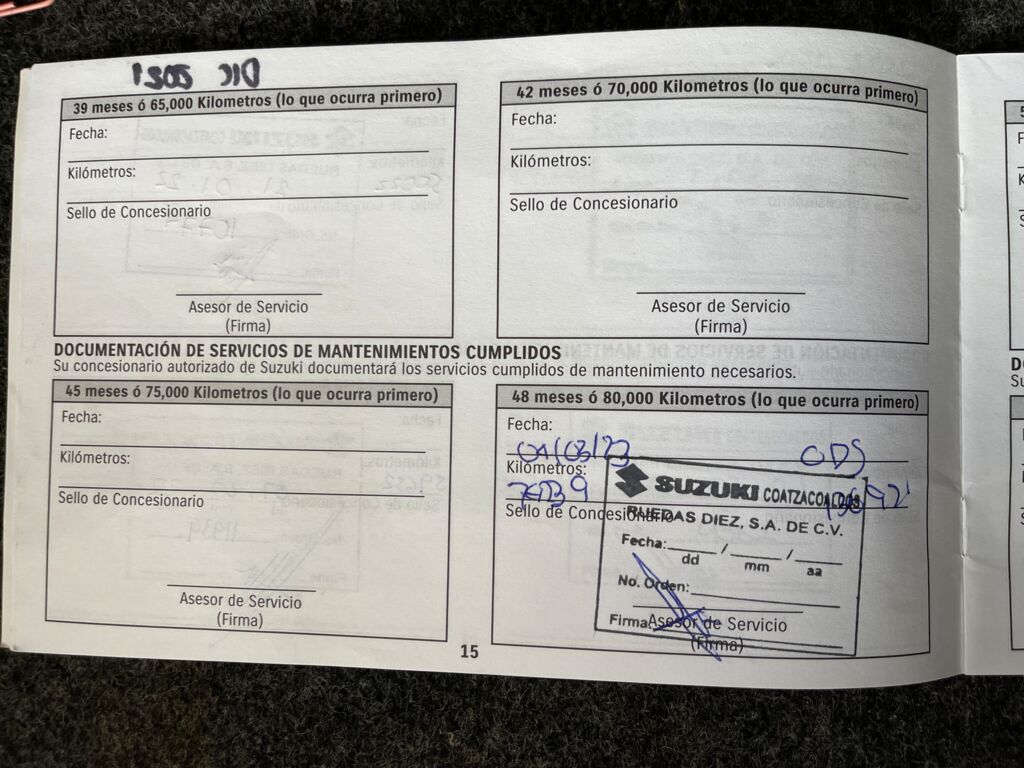 39 meses ó 65,000 Kilometros (lo que ocurra primero)
Fecha:
Kilómetros:
Sello de Concesionario
Asesor de Servicio
(Firma)
42 meses ó 70,000 Kilometros (lo que ocurra primero)
Fecha:
Kilómetros:
Sello de Concesionario
Asesor de Servicio
(Firma)
DOCUMENTACIÓN DE SERVICIOS DE MANTENIMIENTOS CUMPLIDOS
Su concesionario autorizado de Suzuki documentará los servicios cumplidos de mantenimiento necesarios.
45 meses ó 75,000 Kilometros (lo que ocurra primero)
Fecha:
Kilómetros:
Sello de Concesionario
Asesor de Servicio
(Firma)
48 meses ó 80,000 Kilometros (lo que ocurra primero)
Fecha:
ODS
Kilómetros:
Sello de Concesionario
SUZUKI COATZACOALCOS
RUEDAS DIEZ, S.A. DE C.V.
Fecha: / /
dd mm aa
No. Orden:
Firma
Asesor de Servicio
(Firma)
15